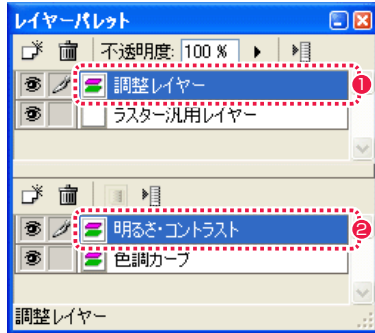 レイヤーパレット
不透明度: 100 %
調整レイヤー
1
ラスター汎用レイヤー
明るさ・コントラスト
2
色調カーブ
調整レイヤー